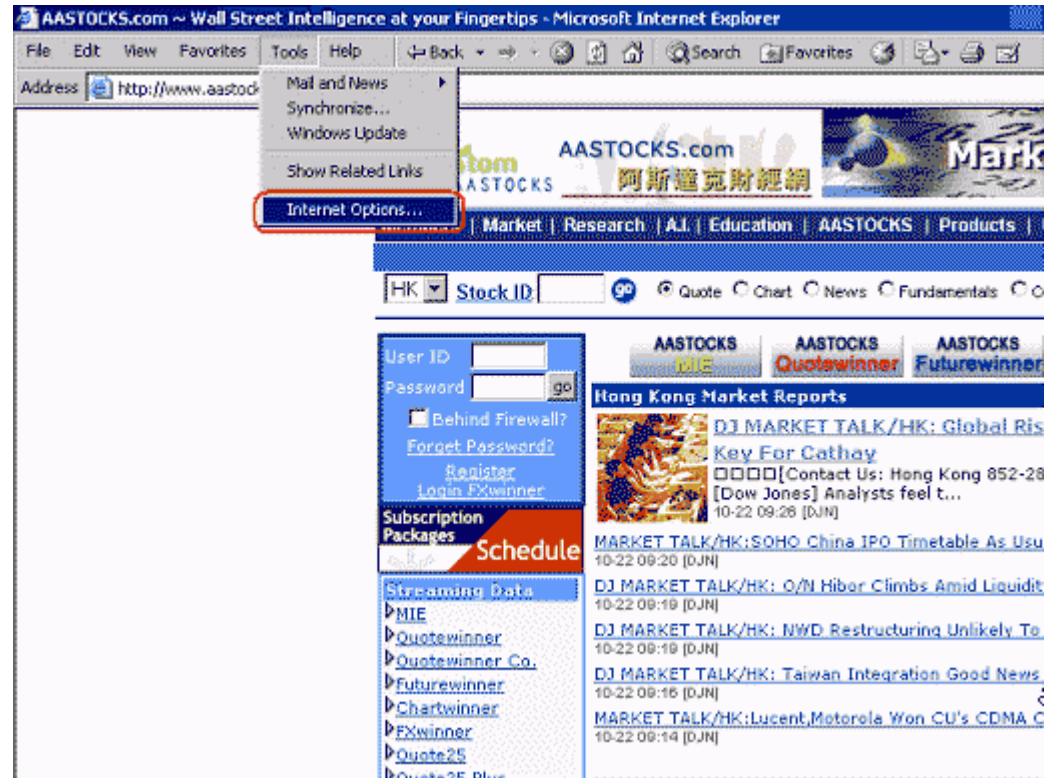 AASTOCKS.com ~ Wall Street Intelligence at your Fingertips - Microsoft Internet Explorer
File Edit View Favorites Tools Help Back Search Favorites
Address http://www.aastock
Mail and News
Synchronize...
Windows Update
Show Related Links
Internet Options...
tom
AASTOCKS
AASTOCKS.com
阿斯達克財經網
Mark
| Market | Research | A.I. | Education | AASTOCKS | Products |
HK Stock ID go Quote Chart News Fundamentals
User ID
Password go
Behind Firewall?
Forget Password?
Register
Login FXwinner
Subscription
Packages
Schedule
Streaming Data
MIE
Quotewinner
Quotewinner Co.
Futurewinner
Chartwinner
FXwinner
Quote25
Quote25 Plus
AASTOCKS
MIE
AASTOCKS
Quotewinner
AASTOCKS
Futurewinner
Hong Kong Market Reports
DJ MARKET TALK/HK: Global Ris
Key For Cathay
□□□□[Contact Us: Hong Kong 852-28
[Dow Jones] Analysts feel t...
10-22 09:26 [DJN]
MARKET TALK/HK:SOHO China IPO Timetable As Usu
10-22 09:20 [DJN]
DJ MARKET TALK/HK: O/N Hibor Climbs Amid Liquidit
10-22 09:19 [DJN]
DJ MARKET TALK/HK: NWD Restructuring Unlikely To
10-22 09:19 [DJN]
DJ MARKET TALK/HK: Taiwan Integration Good News
10-22 09:16 [DJN]
MARKET TALK/HK:Lucent,Motorola Won CU's CDMA C
10-22 09:14 [DJN]